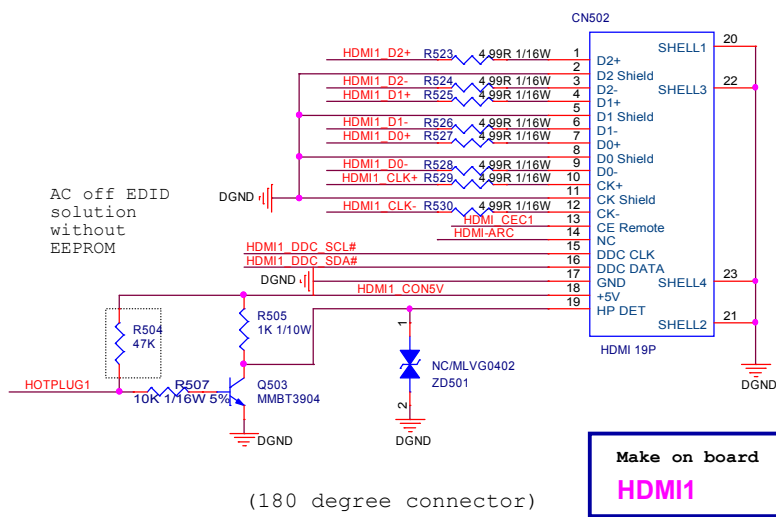 CN502
HDMI1_D2+ R523 4.99R 1/16W 1 D2+ SHELL1 20
2 D2 Shield
HDMI1_D2- R524 4.99R 1/16W 3 D2- SHELL3 22
HDMI1_D1+ R525 4.99R 1/16W 4 D1+
5 D1 Shield
HDMI1_D1- R526 4.99R 1/16W 6 D1-
HDMI1_D0+ R527 4.99R 1/16W 7 D0+
8 D0 Shield
HDMI1_D0- R528 4.99R 1/16W 9 D0-
HDMI1_CLK+ R529 4.99R 1/16W 10 CK+
DGND 11 CK Shield
HDMI1_CLK- R530 4.99R 1/16W 12 CK-
HDMI_CEC1 13 CE Remote
HDMI-ARC 14 NC
HDMI1_DDC_SCL# 15 DDC CLK
HDMI1_DDC_SDA# 16 DDC DATA
DGND 17 GND SHELL4 23
HDMI1_CON5V 18 +5V
19 HP DET SHELL2 21
HDMI 19P
DGND
AC off EDID
solution
without
EEPROM
R504
47K
R505
1K 1/10W
HOTPLUG1
R507
10K 1/16W 5%
Q503
MMBT3904
DGND
1
NC/MLVG0402
ZD501
2
DGND
(180 degree connector)
Make on board
HDMI1